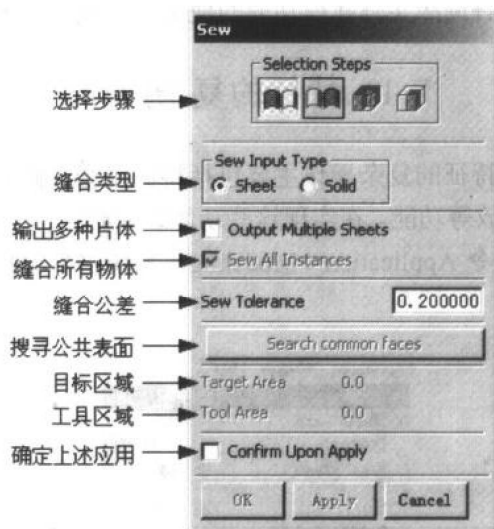 Sew
Selection Steps
选择步骤
Sew Input Type
缝合类型
Sheet Solid
输出多种片体
Output Multiple Sheets
缝合所有物体
Sew All Instances
缝合公差
Sew Tolerance 0.200000
搜寻公共表面
Search common faces
目标区域
Target Area 0.0
工具区域
Tool Area 0.0
确定上述应用
Confirm Upon Apply
OK Apply Cancel